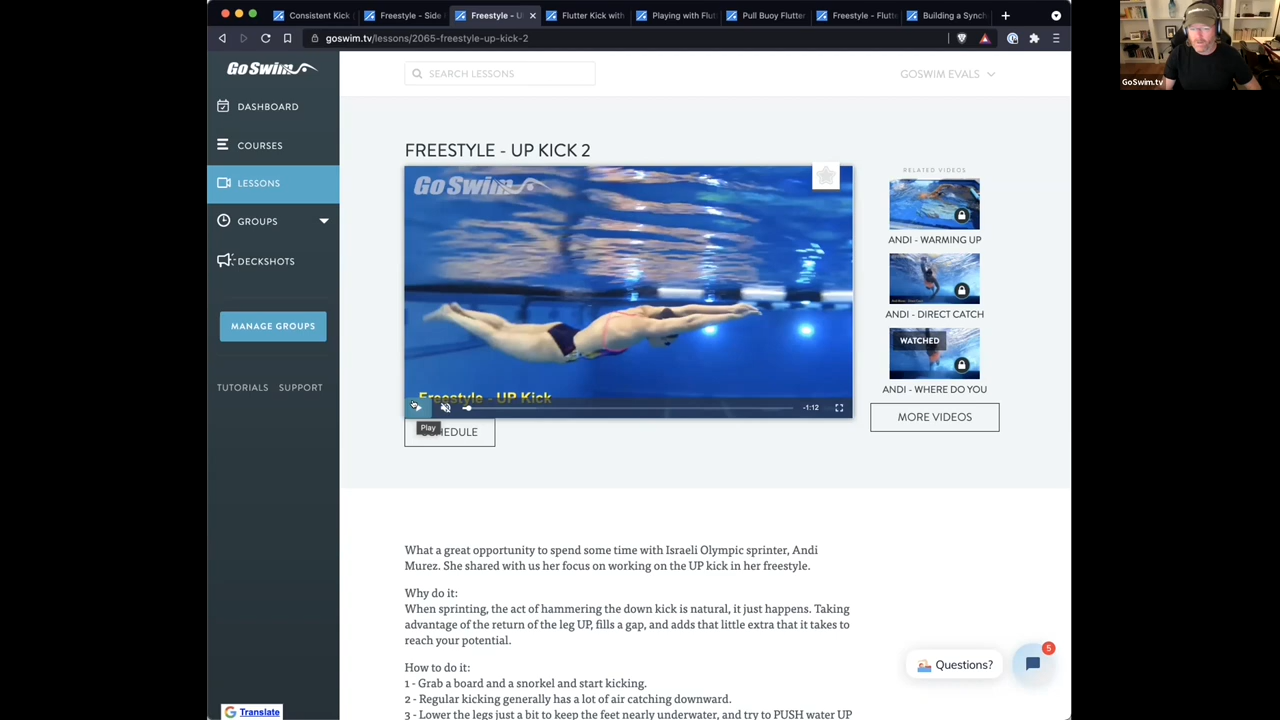 Consistent Kick
Freestyle - Side
Freestyle - U
Flutter Kick with
Playing with Flut
Pull Buoy Flutter
Freestyle - Flutte
Building a Synch
goswim.tv/lessons/2065-freestyle-up-kick-2
GoSwim
SEARCH LESSONS
GOSWIM EVALS
GoSwim.tv
DASHBOARD
COURSES
LESSONS
GROUPS
DECKSHOTS
MANAGE GROUPS
TUTORIALS
SUPPORT
FREESTYLE - UP KICK 2
GoSwim
Freestyle - UP Kick
-1:12
Play
SCHEDULE
RELATED VIDEOS
ANDI - WARMING UP
ANDI - DIRECT CATCH
WATCHED
ANDI - WHERE DO YOU
MORE VIDEOS
What a great opportunity to spend some time with Israeli Olympic sprinter, Andi
Murez. She shared with us her focus on working on the UP kick in her freestyle.
Why do it:
When sprinting, the act of hammering the down kick is natural, it just happens. Taking
advantage of the return of the leg UP, fills a gap, and adds that little extra that it takes to
reach your potential.
How to do it:
1 - Grab a board and a snorkel and start kicking.
2 - Regular kicking generally has a lot of air catching downward.
3 - Lower the legs just a bit to keep the feet nearly underwater, and try to PUSH water UP
Questions?
5
Translate